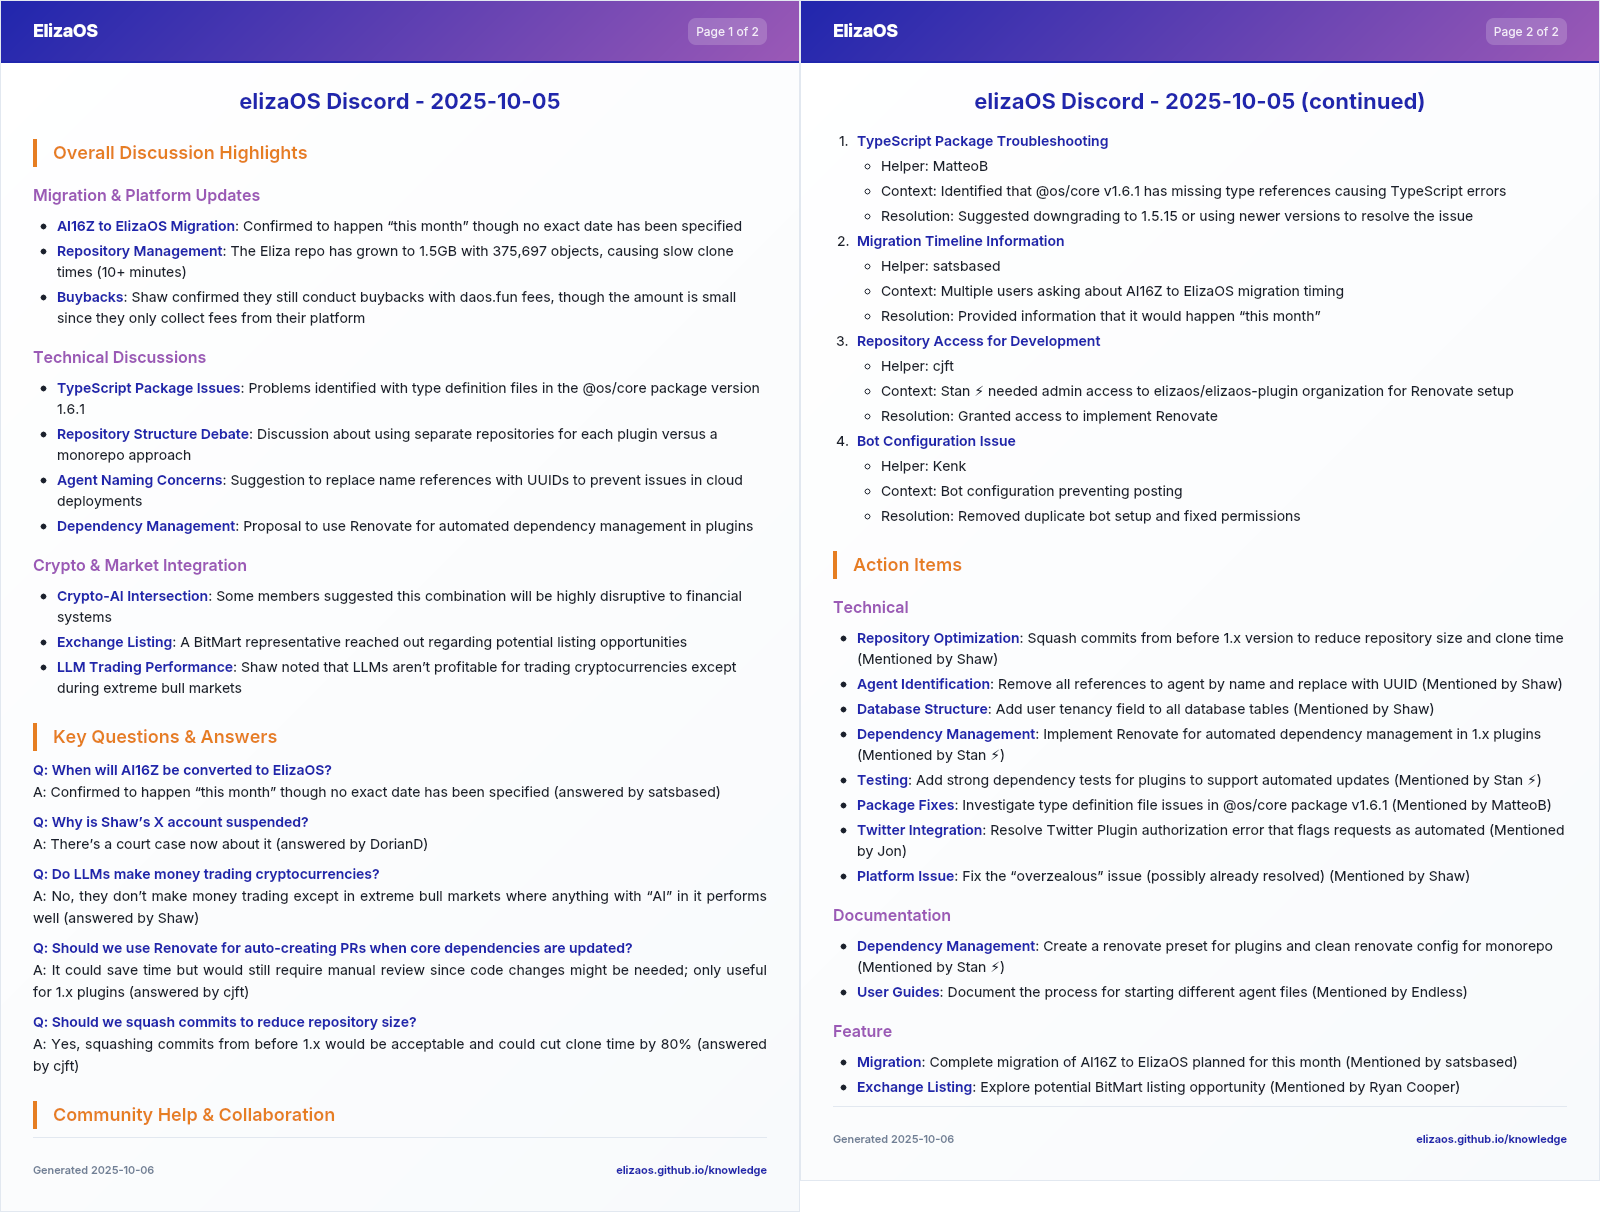 ElizaOS
Page 1 of 2
elizaOS Discord - 2025-10-05
Overall Discussion Highlights
Migration & Platform Updates
• AI16Z to ElizaOS Migration: Confirmed to happen “this month” though no exact date has been specified
• Repository Management: The Eliza repo has grown to 1.5GB with 375,697 objects, causing slow clone
times (10+ minutes)
• Buybacks: Shaw confirmed they still conduct buybacks with daos.fun fees, though the amount is small
since they only collect fees from their platform
Technical Discussions
• TypeScript Package Issues: Problems identified with type definition files in the @os/core package version
1.6.1
• Repository Structure Debate: Discussion about using separate repositories for each plugin versus a
monorepo approach
• Agent Naming Concerns: Suggestion to replace name references with UUIDs to prevent issues in cloud
deployments
• Dependency Management: Proposal to use Renovate for automated dependency management in plugins
Crypto & Market Integration
• Crypto-AI Intersection: Some members suggested this combination will be highly disruptive to financial
systems
• Exchange Listing: A BitMart representative reached out regarding potential listing opportunities
• LLM Trading Performance: Shaw noted that LLMs aren’t profitable for trading cryptocurrencies except
during extreme bull markets
Key Questions & Answers
Q: When will AI16Z be converted to ElizaOS?
A: Confirmed to happen “this month” though no exact date has been specified (answered by satsbased)
Q: Why is Shaw’s X account suspended?
A: There’s a court case now about it (answered by DorianD)
Q: Do LLMs make money trading cryptocurrencies?
A: No, they don’t make money trading except in extreme bull markets where anything with “AI” in it performs
well (answered by Shaw)
Q: Should we use Renovate for auto-creating PRs when core dependencies are updated?
A: It could save time but would still require manual review since code changes might be needed; only useful
for 1.x plugins (answered by cjft)
Q: Should we squash commits to reduce repository size?
A: Yes, squashing commits from before 1.x would be acceptable and could cut clone time by 80% (answered
by cjft)
Community Help & Collaboration
Generated 2025-10-06
elizaos.github.io/knowledge
ElizaOS
Page 2 of 2
elizaOS Discord - 2025-10-05 (continued)
1. TypeScript Package Troubleshooting
◦ Helper: MatteoB
◦ Context: Identified that @os/core v1.6.1 has missing type references causing TypeScript errors
◦ Resolution: Suggested downgrading to 1.5.15 or using newer versions to resolve the issue
2. Migration Timeline Information
◦ Helper: satsbased
◦ Context: Multiple users asking about AI16Z to ElizaOS migration timing
◦ Resolution: Provided information that it would happen “this month”
3. Repository Access for Development
◦ Helper: cjft
◦ Context: Stan ⚡ needed admin access to elizaos/elizaos-plugin organization for Renovate setup
◦ Resolution: Granted access to implement Renovate
4. Bot Configuration Issue
◦ Helper: Kenk
◦ Context: Bot configuration preventing posting
◦ Resolution: Removed duplicate bot setup and fixed permissions
Action Items
Technical
• Repository Optimization: Squash commits from before 1.x version to reduce repository size and clone time
(Mentioned by Shaw)
• Agent Identification: Remove all references to agent by name and replace with UUID (Mentioned by Shaw)
• Database Structure: Add user tenancy field to all database tables (Mentioned by Shaw)
• Dependency Management: Implement Renovate for automated dependency management in 1.x plugins
(Mentioned by Stan ⚡)
• Testing: Add strong dependency tests for plugins to support automated updates (Mentioned by Stan ⚡)
• Package Fixes: Investigate type definition file issues in @os/core package v1.6.1 (Mentioned by MatteoB)
• Twitter Integration: Resolve Twitter Plugin authorization error that flags requests as automated (Mentioned
by Jon)
• Platform Issue: Fix the “overzealous” issue (possibly already resolved) (Mentioned by Shaw)
Documentation
• Dependency Management: Create a renovate preset for plugins and clean renovate config for monorepo
(Mentioned by Stan ⚡)
• User Guides: Document the process for starting different agent files (Mentioned by Endless)
Feature
• Migration: Complete migration of AI16Z to ElizaOS planned for this month (Mentioned by satsbased)
• Exchange Listing: Explore potential BitMart listing opportunity (Mentioned by Ryan Cooper)
Generated 2025-10-06
elizaos.github.io/knowledge